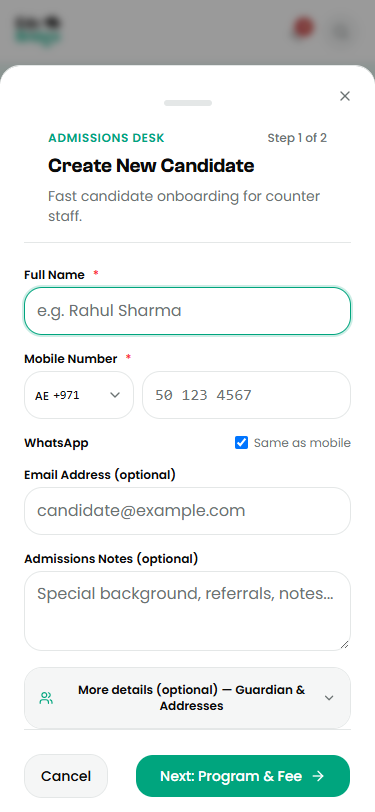 ADMISSIONS DESK
Step 1 of 2
Create New Candidate
Fast candidate onboarding for counter
staff.
Full Name *
e.g. Rahul Sharma
Mobile Number *
AE +971
50 123 4567
WhatsApp
Same as mobile
Email Address (optional)
candidate@example.com
Admissions Notes (optional)
Special background, referrals, notes...
More details (optional) — Guardian &
Addresses
Cancel
Next: Program & Fee →